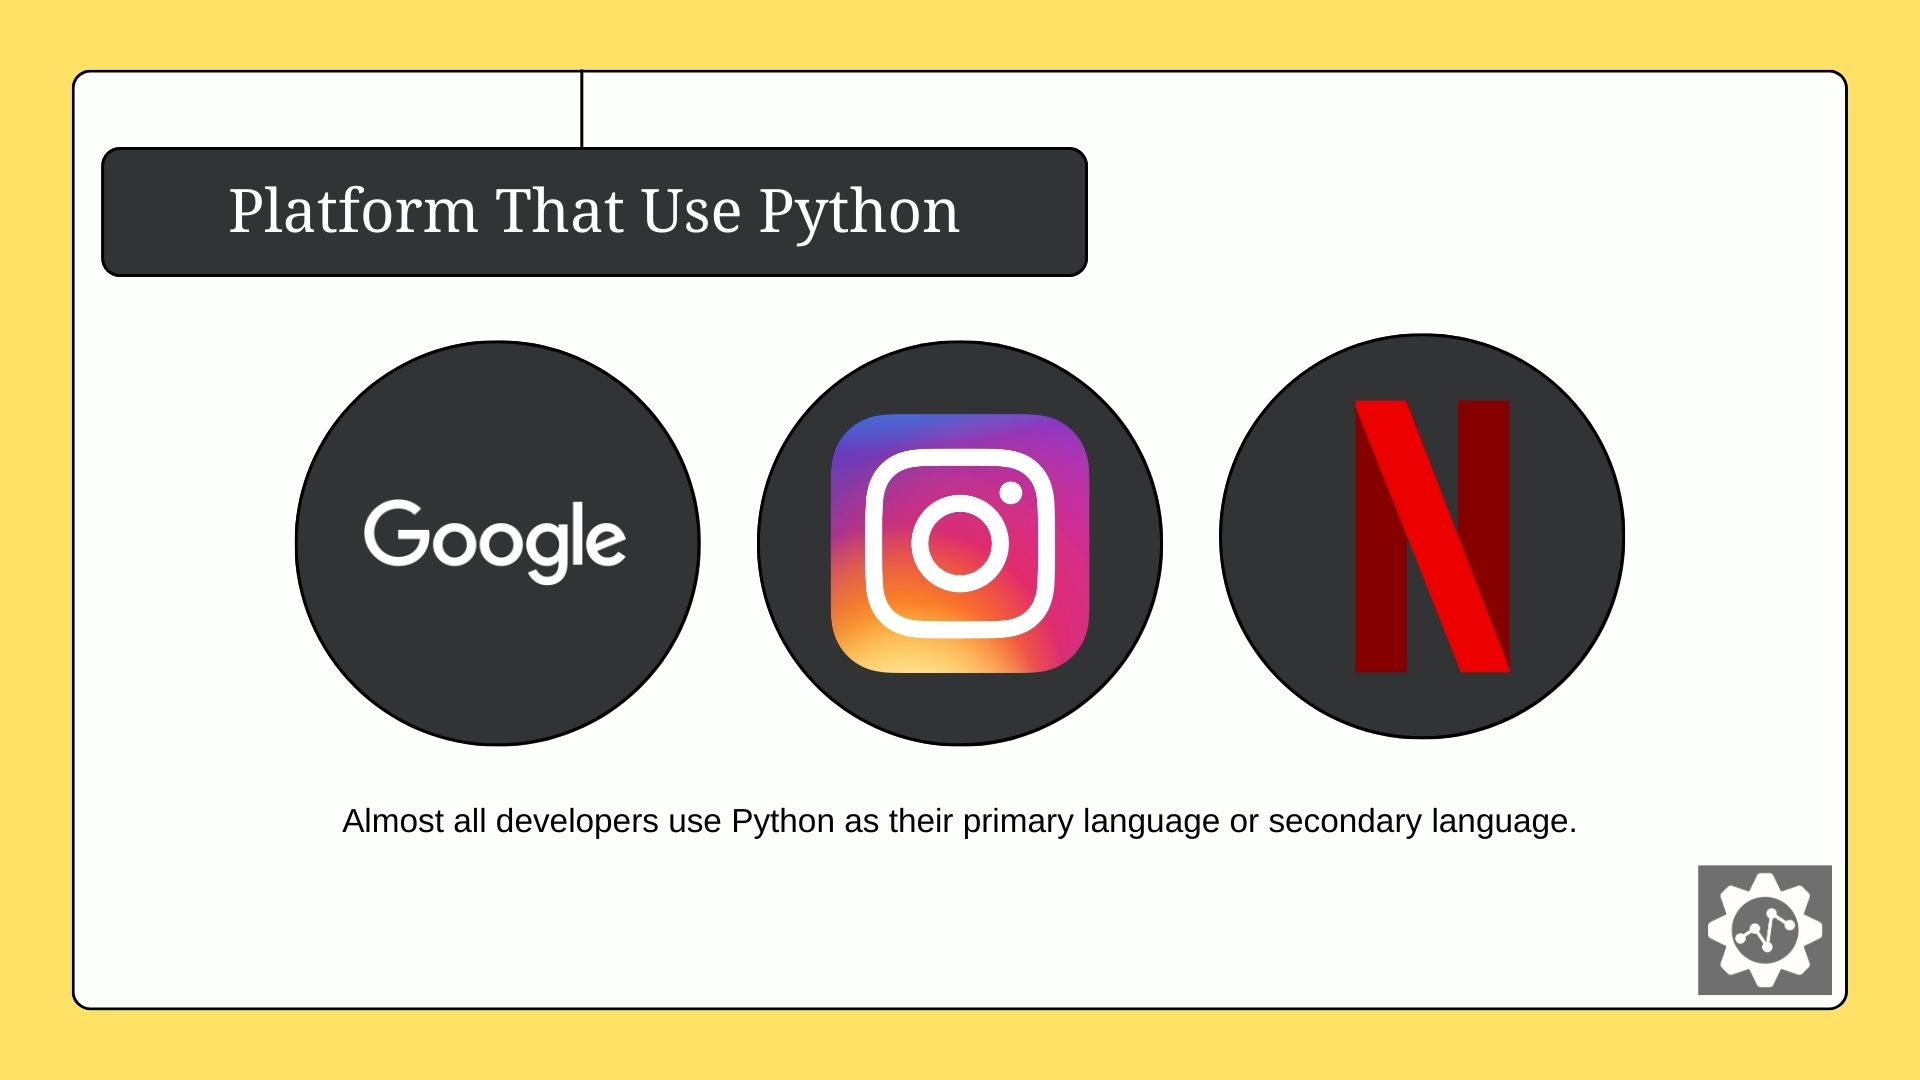 Platform That Use Python
Google
Almost all developers use Python as their primary language or secondary language.